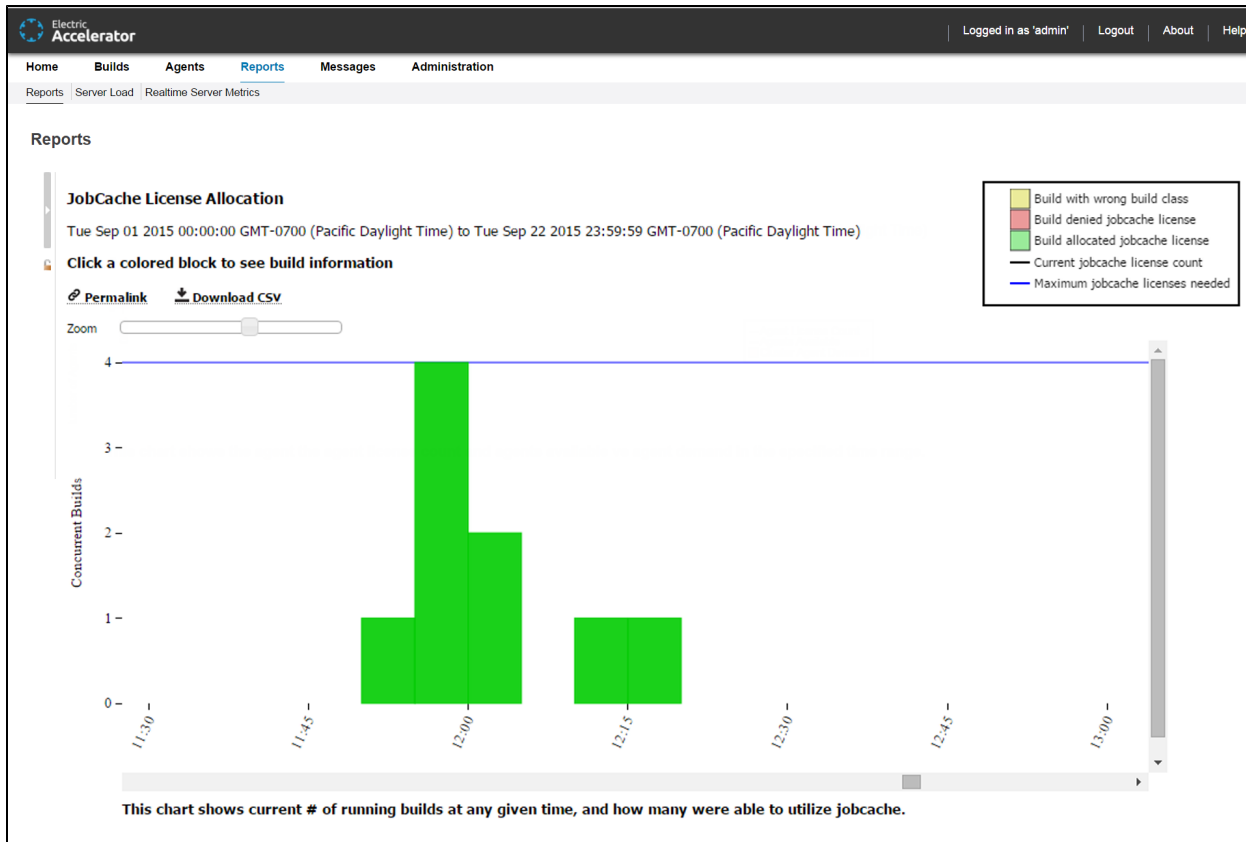 Electric
Accelerator
Logged in as 'admin' Logout About Help
Home Builds Agents Reports Messages Administration
Reports Server Load Realtime Server Metrics
Reports
JobCache License Allocation
Tue Sep 01 2015 00:00:00 GMT-0700 (Pacific Daylight Time) to Tue Sep 22 2015 23:59:59 GMT-0700 (Pacific Daylight Time)
Click a colored block to see build information
Permalink Download CSV
Zoom
Build with wrong build class
Build denied jobcache license
Build allocated jobcache license
Current jobcache license count
Maximum jobcache licenses needed
4
3
2
1
0
Concurrent Builds
11:30 11:45 12:00 12:15 12:30 12:45 13:00
This chart shows current # of running builds at any given time, and how many were able to utilize jobcache.